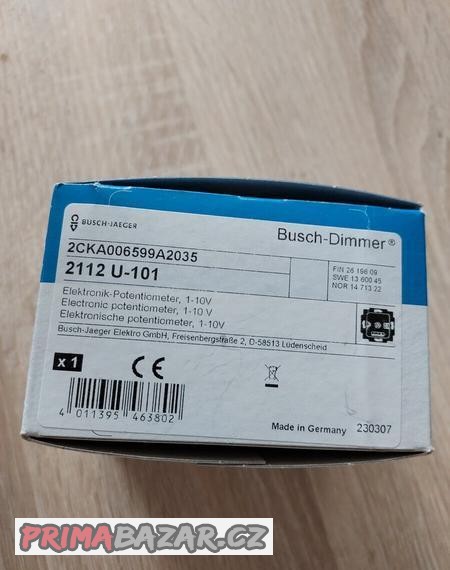 BUSCH-JAEGER
Busch-Dimmer®
2CKA006599A2035
2112 U-101
FIN 26 198 09
SWE 13 600 45
NOR 14 713 22
Elektronik-Potentiometer, 1-10V
Electronic potentiometer, 1-10 V
Elektronische potentiometer, 1-10V
Busch-Jaeger Elektro GmbH, Freisenbergstraße 2, D-58513 Lüdenscheid
x 1
CE
4 011395 463802
Made in Germany 230307
PRIMABAZAR.CZ